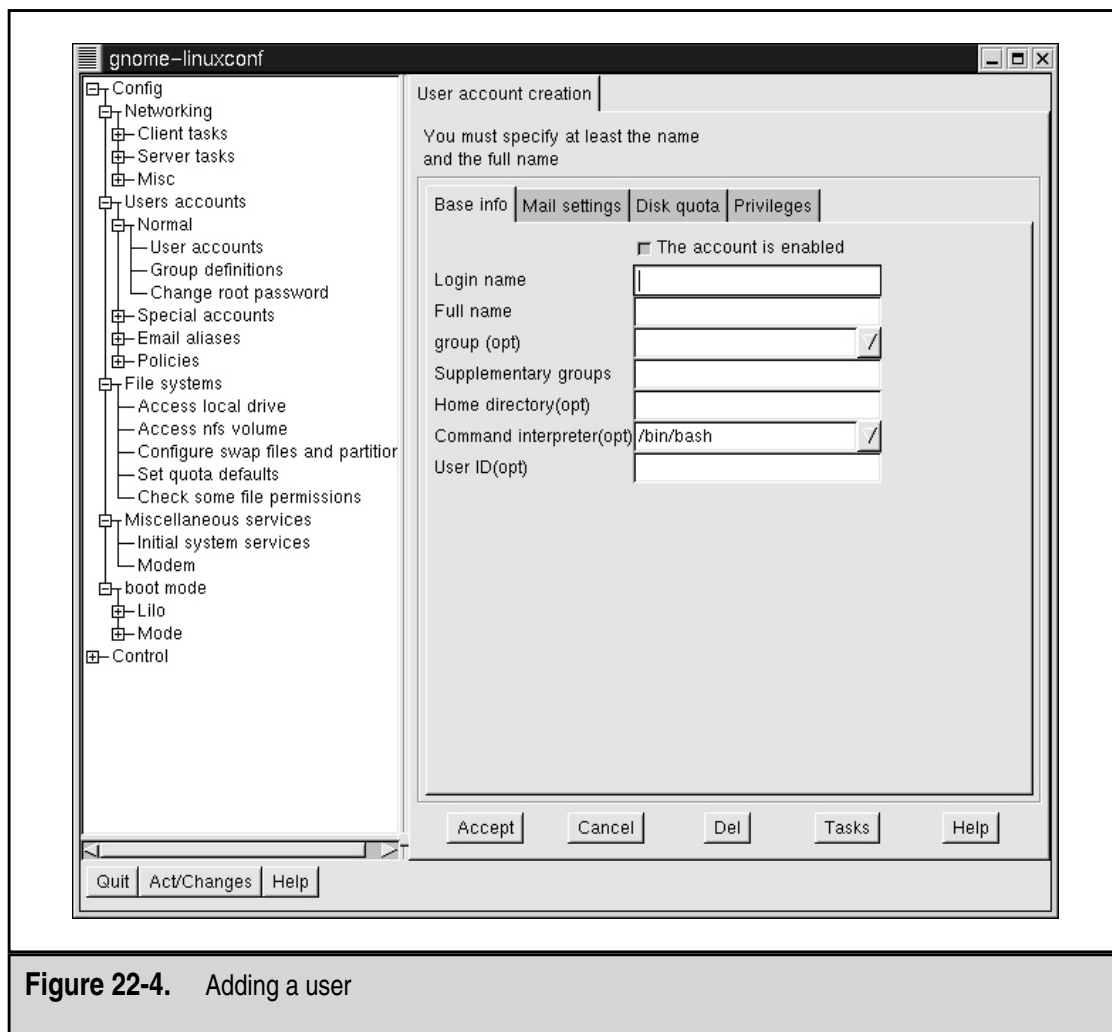 gnome-linuxconf
Config
Networking
Client tasks
Server tasks
Misc
Users accounts
Normal
User accounts
Group definitions
Change root password
Special accounts
Email aliases
Policies
File systems
Access local drive
Access nfs volume
Configure swap files and partition
Set quota defaults
Check some file permissions
Miscellaneous services
Initial system services
Modem
boot mode
Lilo
Mode
Control
User account creation
You must specify at least the name
and the full name
Base info Mail settings Disk quota Privileges
The account is enabled
Login name
Full name
group (opt)
Supplementary groups
Home directory(opt)
Command interpreter(opt) /bin/bash
User ID(opt)
Accept Cancel Del Tasks Help
Quit Act/Changes Help
Figure 22-4. Adding a user